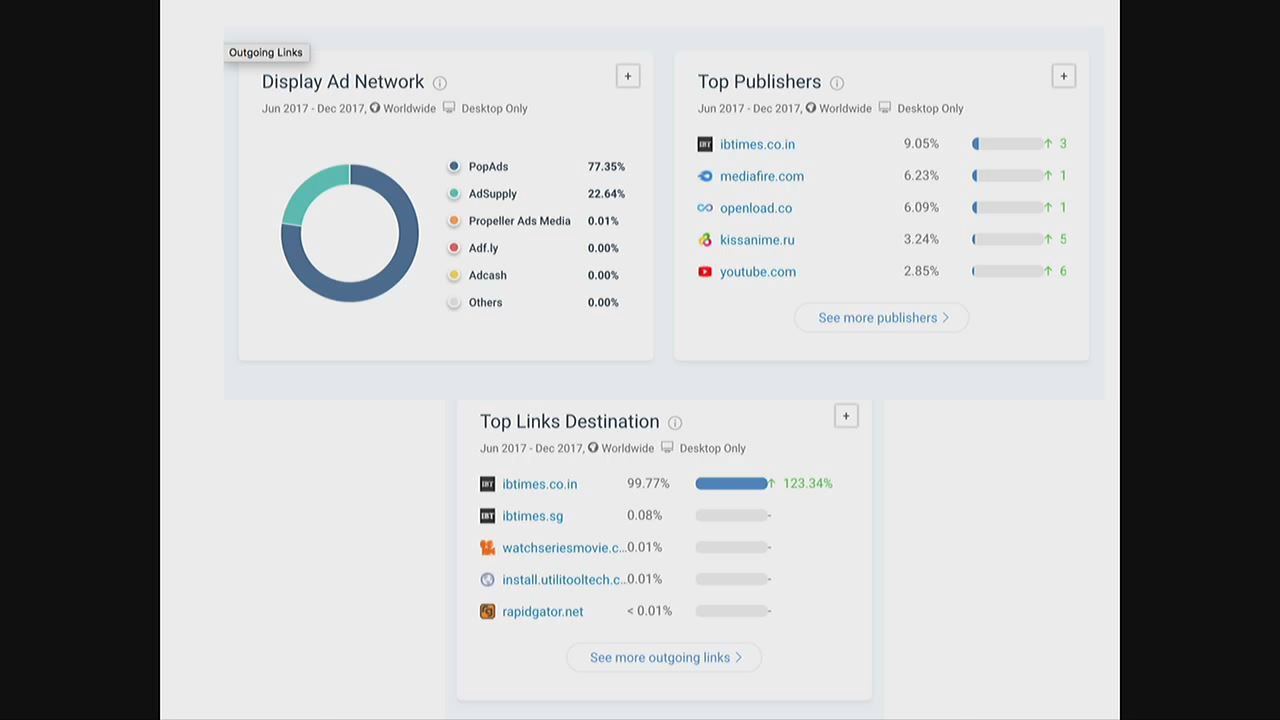 Outgoing Links
Display Ad Network
Jun 2017 - Dec 2017, Worldwide Desktop Only
PopAds 77.35%
AdSupply 22.64%
Propeller Ads Media 0.01%
Adf.ly 0.00%
Adcash 0.00%
Others 0.00%
Top Publishers
Jun 2017 - Dec 2017, Worldwide Desktop Only
IBT ibtimes.co.in 9.05% ↑ 3
mediafire.com 6.23% ↑ 1
openload.co 6.09% ↑ 1
kissanime.ru 3.24% ↑ 5
youtube.com 2.85% ↑ 6
See more publishers >
Top Links Destination
Jun 2017 - Dec 2017, Worldwide Desktop Only
IBT ibtimes.co.in 99.77% ↑ 123.34%
IBT ibtimes.sg 0.08% -
watchseriesmovie.c... 0.01% -
install.utilitooltech.c.. 0.01% -
rapidgator.net < 0.01% -
See more outgoing links >